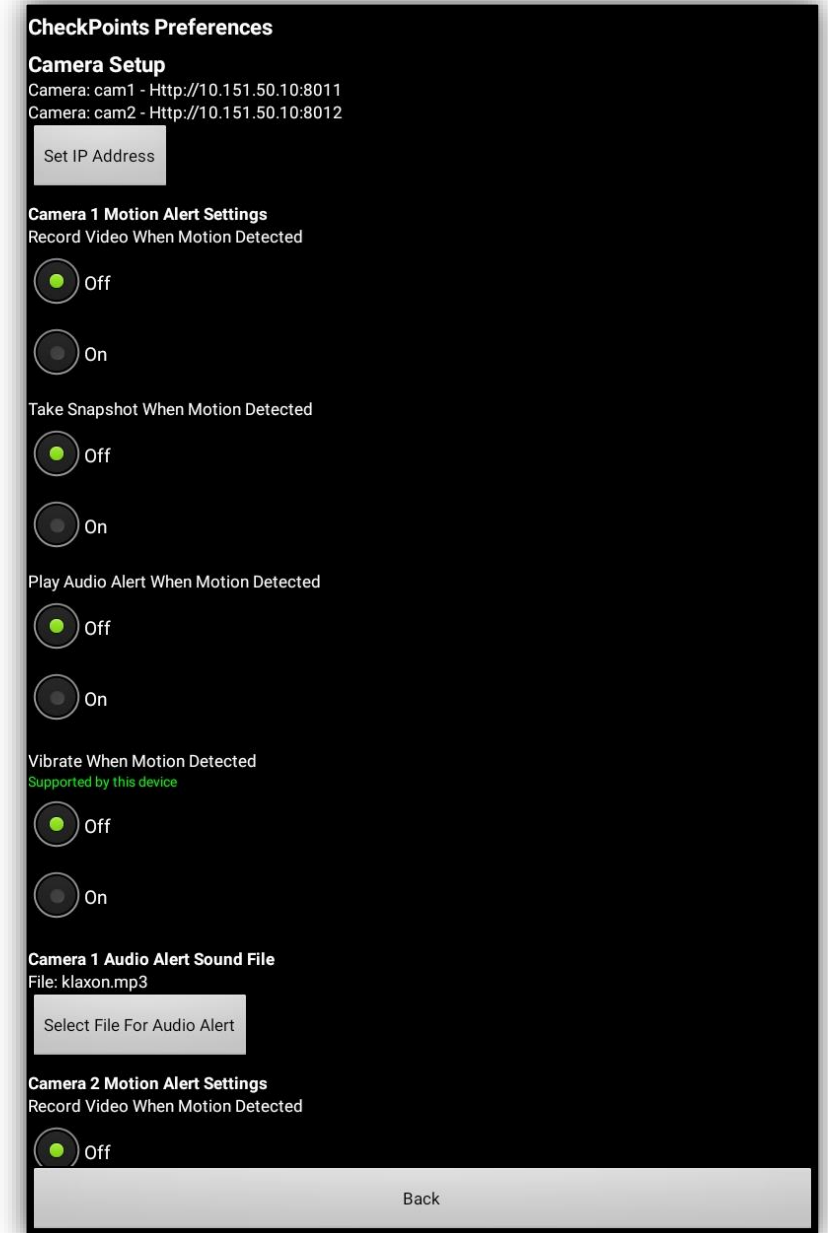 CheckPoints Preferences
Camera Setup
Camera: cam1 - Http://10.151.50.10:8011
Camera: cam2 - Http://10.151.50.10:8012
Set IP Address
Camera 1 Motion Alert Settings
Record Video When Motion Detected
Off
On
Take Snapshot When Motion Detected
Off
On
Play Audio Alert When Motion Detected
Off
On
Vibrate When Motion Detected
Supported by this device
Off
On
Camera 1 Audio Alert Sound File
File: klaxon.mp3
Select File For Audio Alert
Camera 2 Motion Alert Settings
Record Video When Motion Detected
Off
Back